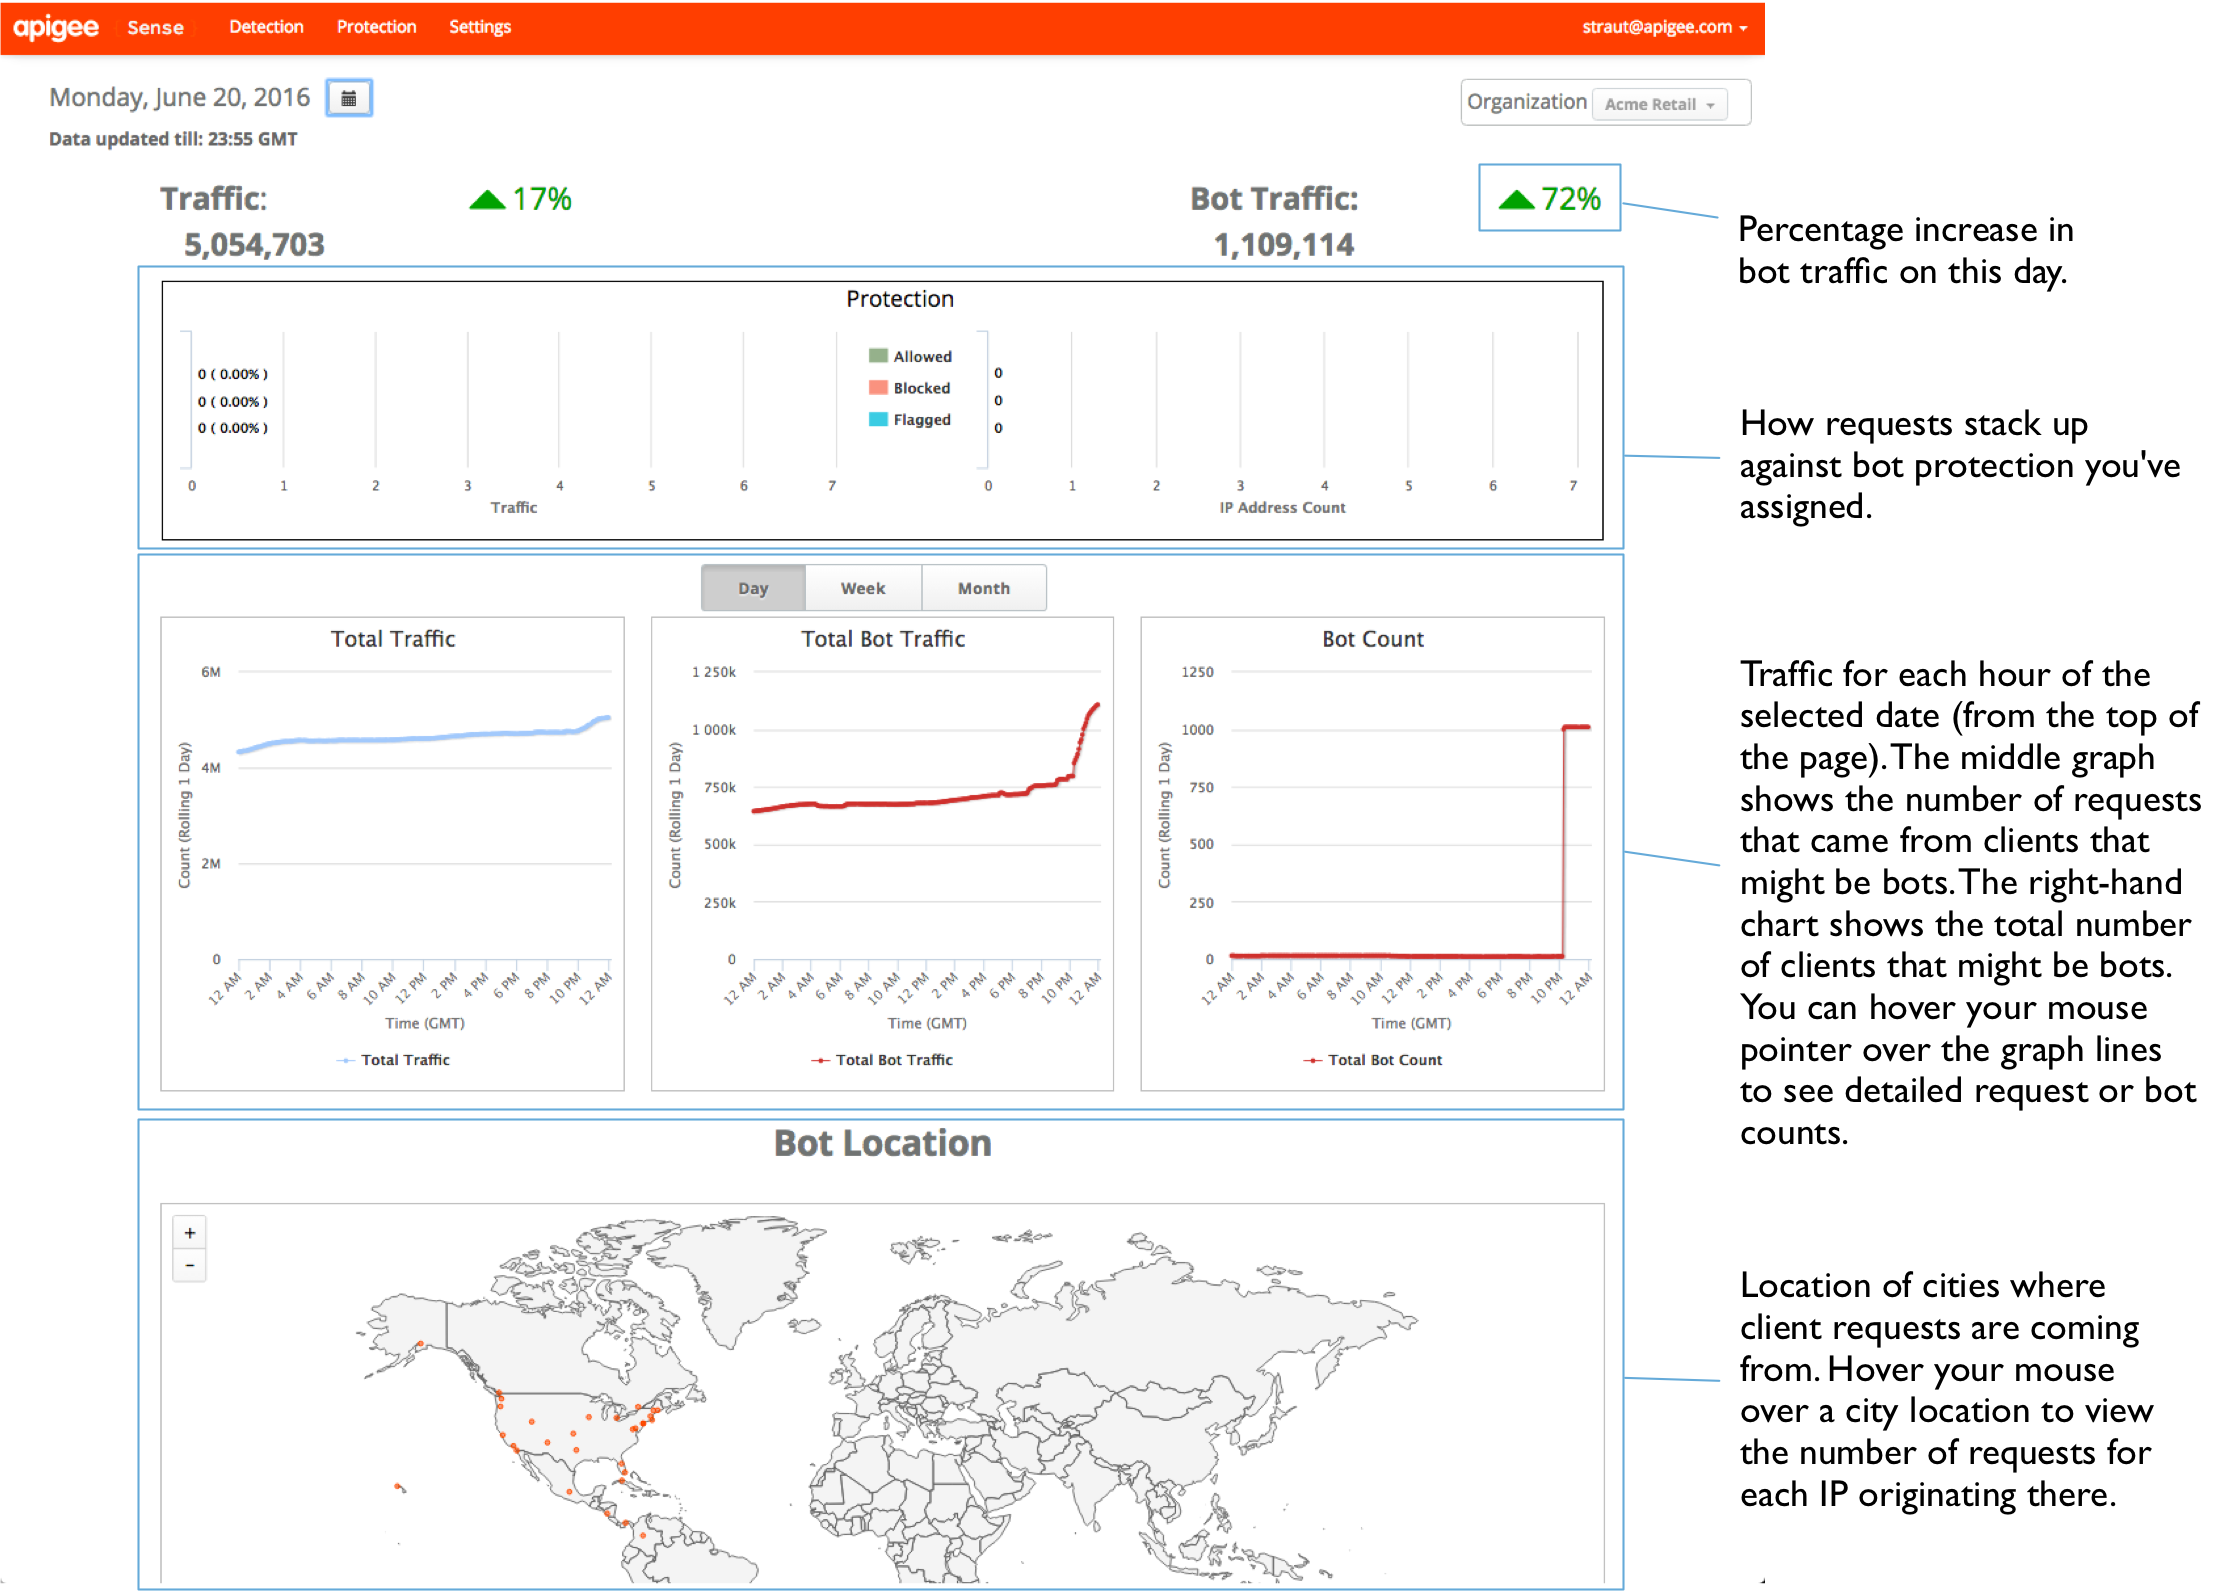 apigee Sense Detection Protection Settings straut@apigee.com
Monday, June 20, 2016
Organization Acme Retail
Data updated till: 23:55 GMT
Traffic: 17%
5,054,703
Bot Traffic: 72%
1,109,114
Percentage increase in
bot traffic on this day.
Protection
0 ( 0.00% )
0 ( 0.00% )
0 ( 0.00% )
0 1 2 3 4 5 6 7
Traffic
Allowed
Blocked
Flagged
0
0
0
0 1 2 3 4 5 6 7
IP Address Count
How requests stack up
against bot protection you've
assigned.
Day Week Month
Total Traffic
6M
4M
2M
0
Count (Rolling 1 Day)
12 AM 2 AM 4 AM 6 AM 8 AM 10 AM 12 PM 2 PM 4 PM 6 PM 8 PM 10 PM 12 AM
Time (GMT)
Total Traffic
Total Bot Traffic
1 250k
1 000k
750k
500k
250k
0
Count (Rolling 1 Day)
12 AM 2 AM 4 AM 6 AM 8 AM 10 AM 12 PM 2 PM 4 PM 6 PM 8 PM 10 PM 12 AM
Time (GMT)
Total Bot Traffic
Bot Count
1250
1000
750
500
250
0
Count (Rolling 1 Day)
12 AM 2 AM 4 AM 6 AM 8 AM 10 AM 12 PM 2 PM 4 PM 6 PM 8 PM 10 PM 12 AM
Time (GMT)
Total Bot Count
Traffic for each hour of the
selected date (from the top of
the page). The middle graph
shows the number of requests
that came from clients that
might be bots. The right-hand
chart shows the total number
of clients that might be bots.
You can hover your mouse
pointer over the graph lines
to see detailed request or bot
counts.
Bot Location
+
-
Location of cities where
client requests are coming
from. Hover your mouse
over a city location to view
the number of requests for
each IP originating there.